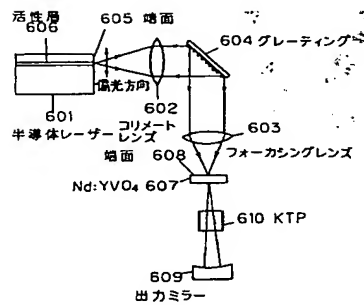 活性層
606
605 端面
604 グレーティング
偏光方向
601
半導体レーザー
602
コリメート
レンズ
603
フォーカシングレンズ
端面
608
Nd:YVO4 607
610 KTP
609
出力ミラー